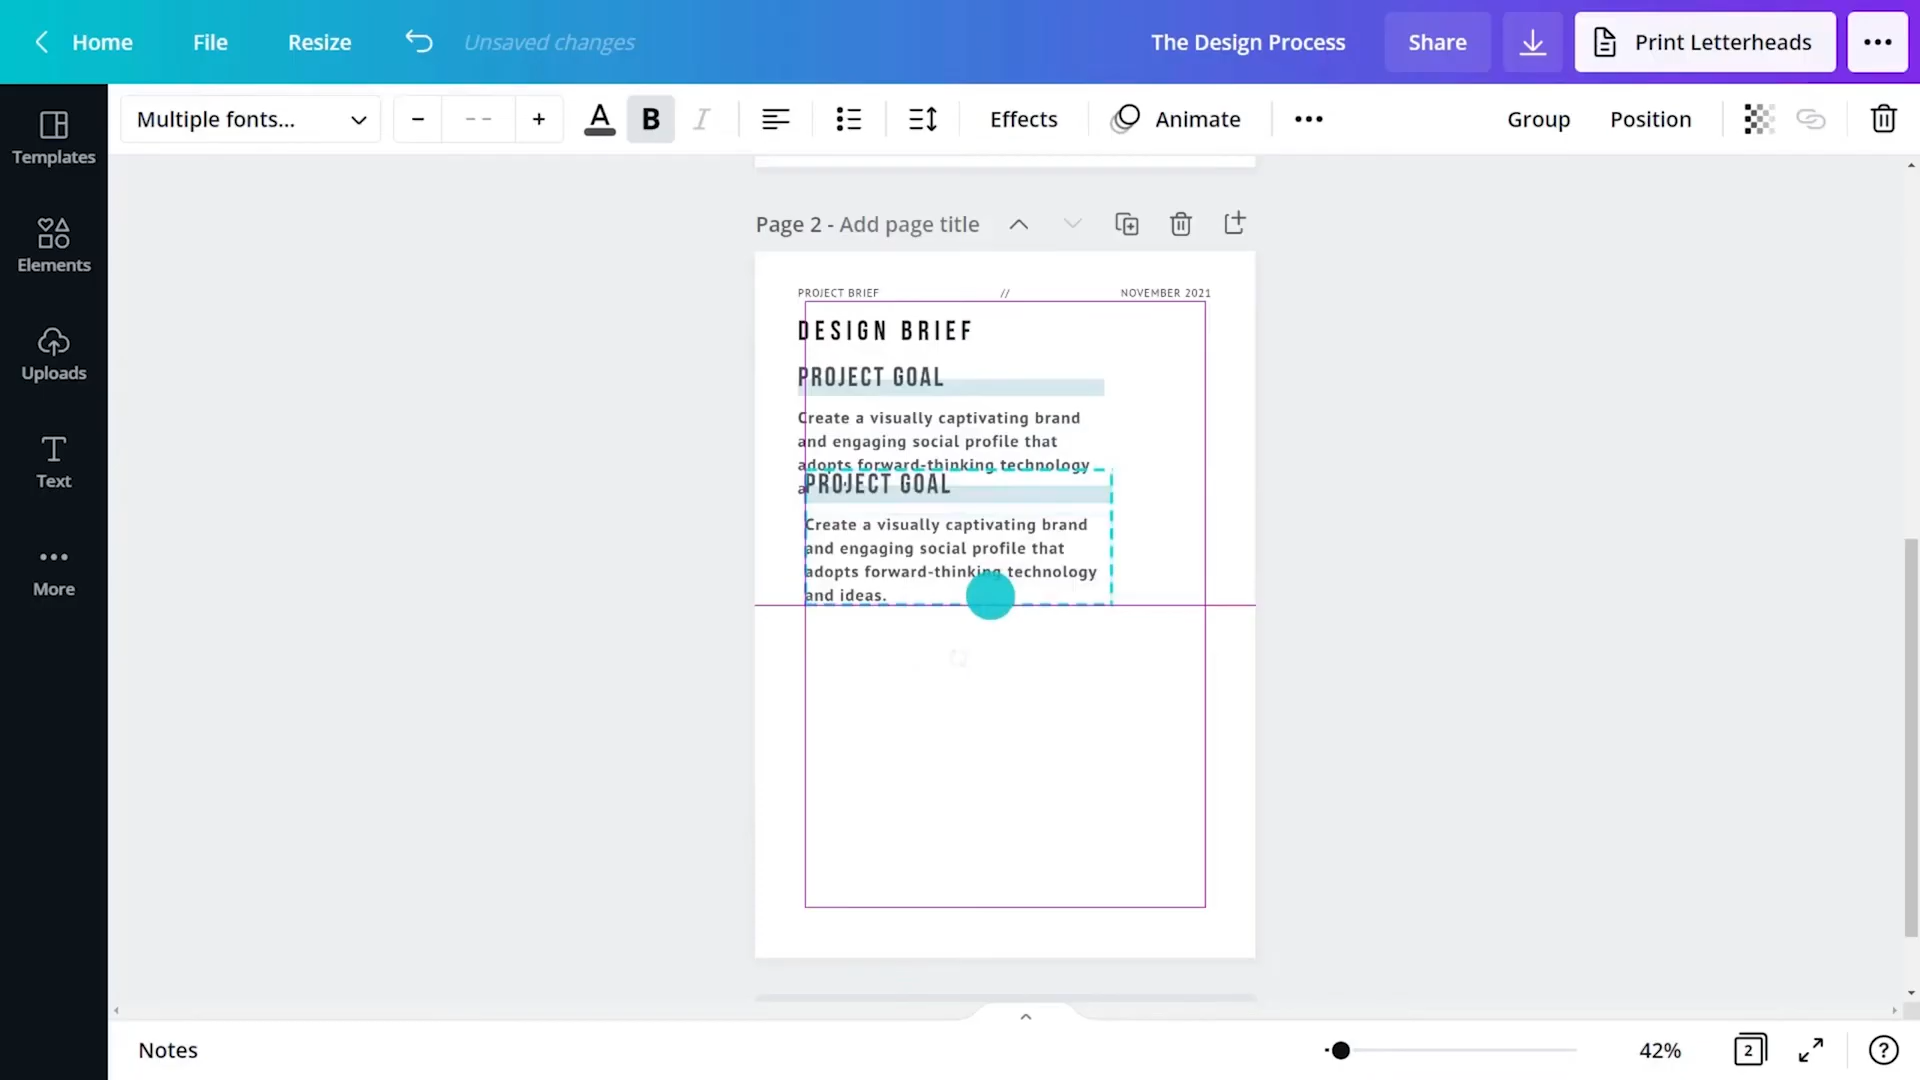 Home File Resize Unsaved changes The Design Process Share Print Letterheads
Multiple fonts... - -- + A B I Effects Animate Group Position
Templates
Elements
Uploads
Text
More
Page 2 - Add page title
PROJECT BRIEF // NOVEMBER 2021
DESIGN BRIEF
PROJECT GOAL
Create a visually captivating brand
and engaging social profile that
adopts forward-thinking technology
a
PROJECT GOAL
Create a visually captivating brand
and engaging social profile that
adopts forward-thinking technology
and ideas.
Notes 42% 2 ?